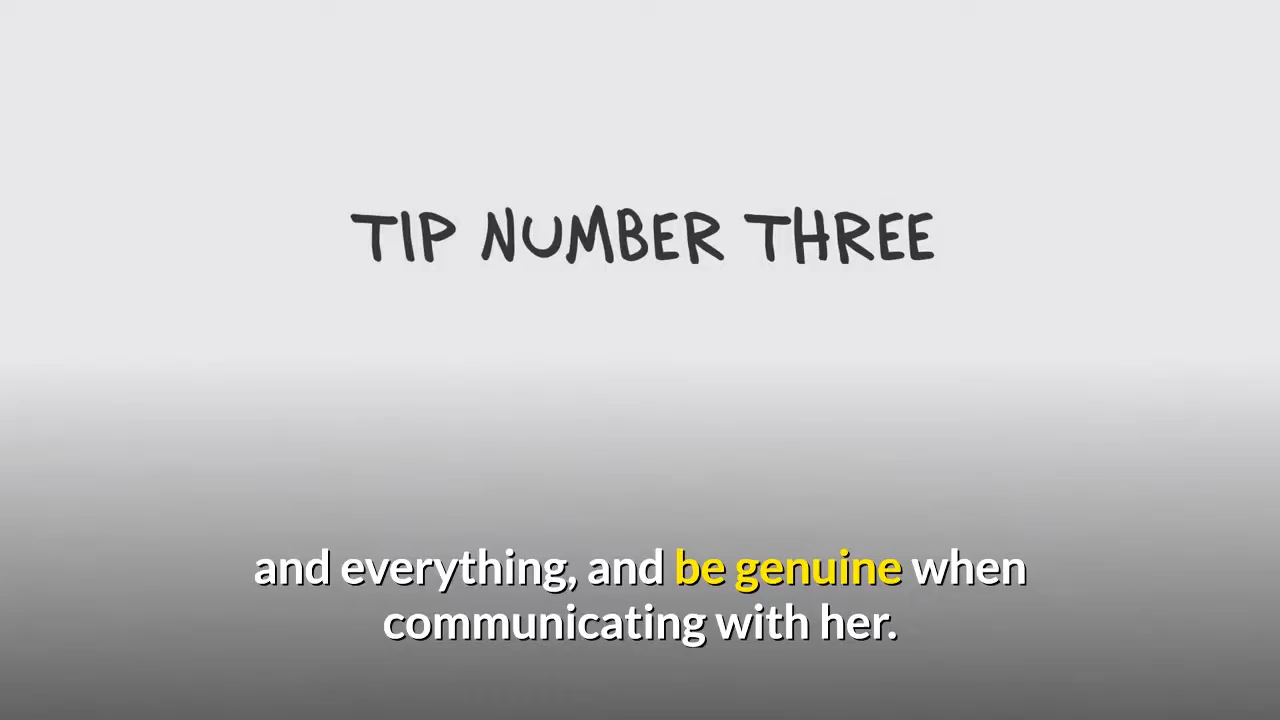 TIP NUMBER THREE
and everything, and be genuine when
communicating with her.